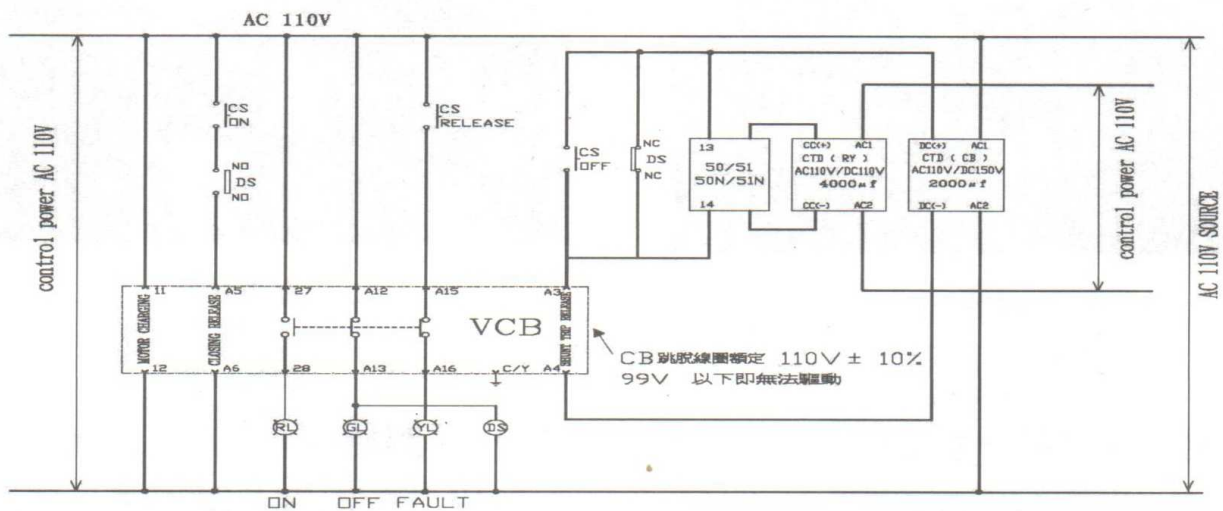 AC 110V
control power AC 110V
CS
ON
NO
DS
NO
CS
RELEASE
CS
OFF
NC
DS
NC
13
50/51
50N/51N
14
CC(+) AC1
CTD ( RY )
AC110V/DC110V
4000μf
CC(-) AC2
DC(+) AC1
CTD ( CB )
AC110V/DC150V
2000μf
DC(-) AC2
control power AC 110V
AC 110V SOURCE
11 A5 27 A12 A15 A3
MOTOR CHARGING
CLOSING RELEASE
VCB
SHUNT TRIP RELEASE
12 A6 28 A13 A16 C/Y A4
CB跳脫線圈額定 110V ± 10%
99V 以下即無法驅動
RL GL YL DS
ON OFF FAULT